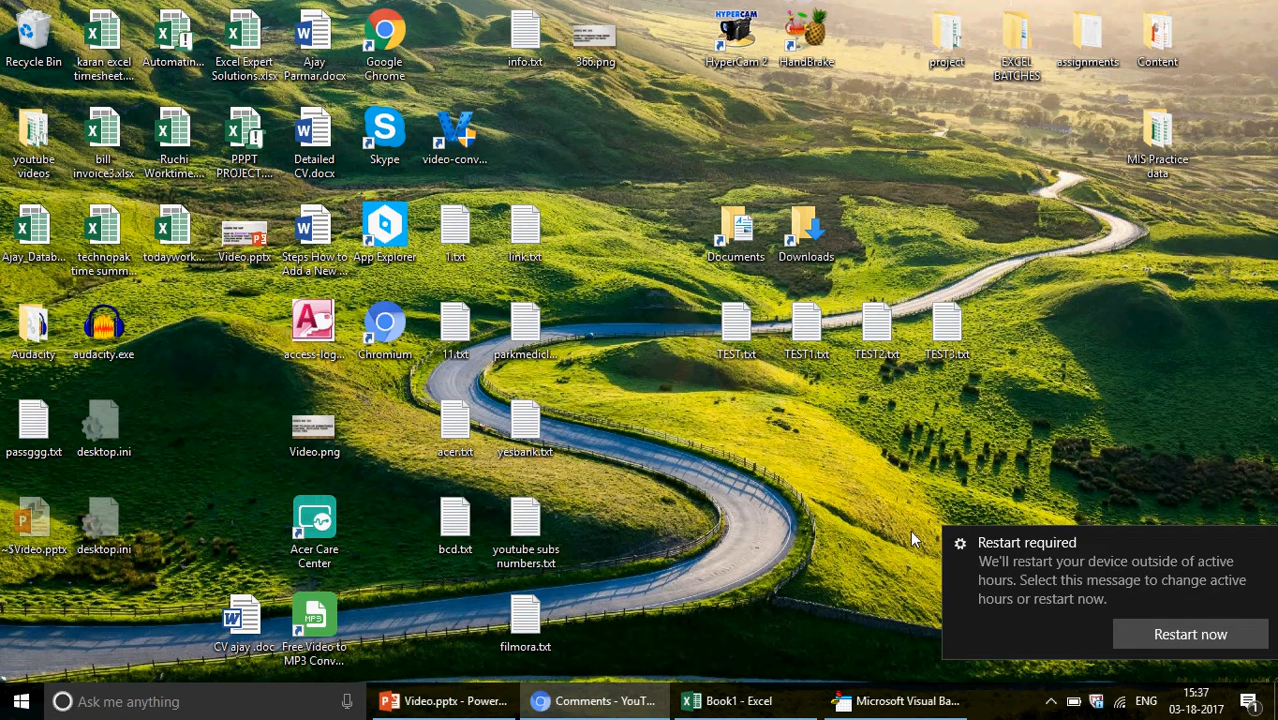 Recycle Bin
karan excel
timesheet....
Automatin...
Excel Expert
Solutions.xlsx
Ajay
Parmar.docx
Google
Chrome
info.txt
366.png
HYPERCAM
HyperCam 2
HandBrake
project
EXCEL
BATCHES
assignments
Content
youtube
videos
bill
invoice3.xlsx
Ruchi
Worktime....
PPPT
PROJECT....
Detailed
CV.docx
Skype
video-conv...
MIS Practice
data
Ajay_Datab...
technopak
time summ...
todaywork...
Video.pptx
Steps How to
Add a New ...
App Explorer
1.txt
link.txt
Documents
Downloads
Audacity
audacity.exe
access-log...
Chromium
11.txt
parkmedicl...
TEST.txt
TEST1.txt
TEST2.txt
TEST3.txt
passggg.txt
desktop.ini
Video.png
acer.txt
yesbank.txt
~$Video.pptx
desktop.ini
Acer Care
Center
bcd.txt
youtube subs
numbers.txt
CV ajay .doc
MP3
Free Video to
MP3 Conv...
filmora.txt
Restart required
We'll restart your device outside of active
hours. Select this message to change active
hours or restart now.
Restart now
Ask me anything
Video.pptx - Power...
Comments - YouT...
Book1 - Excel
Microsoft Visual Ba...
ENG
15:37
03-18-2017
1